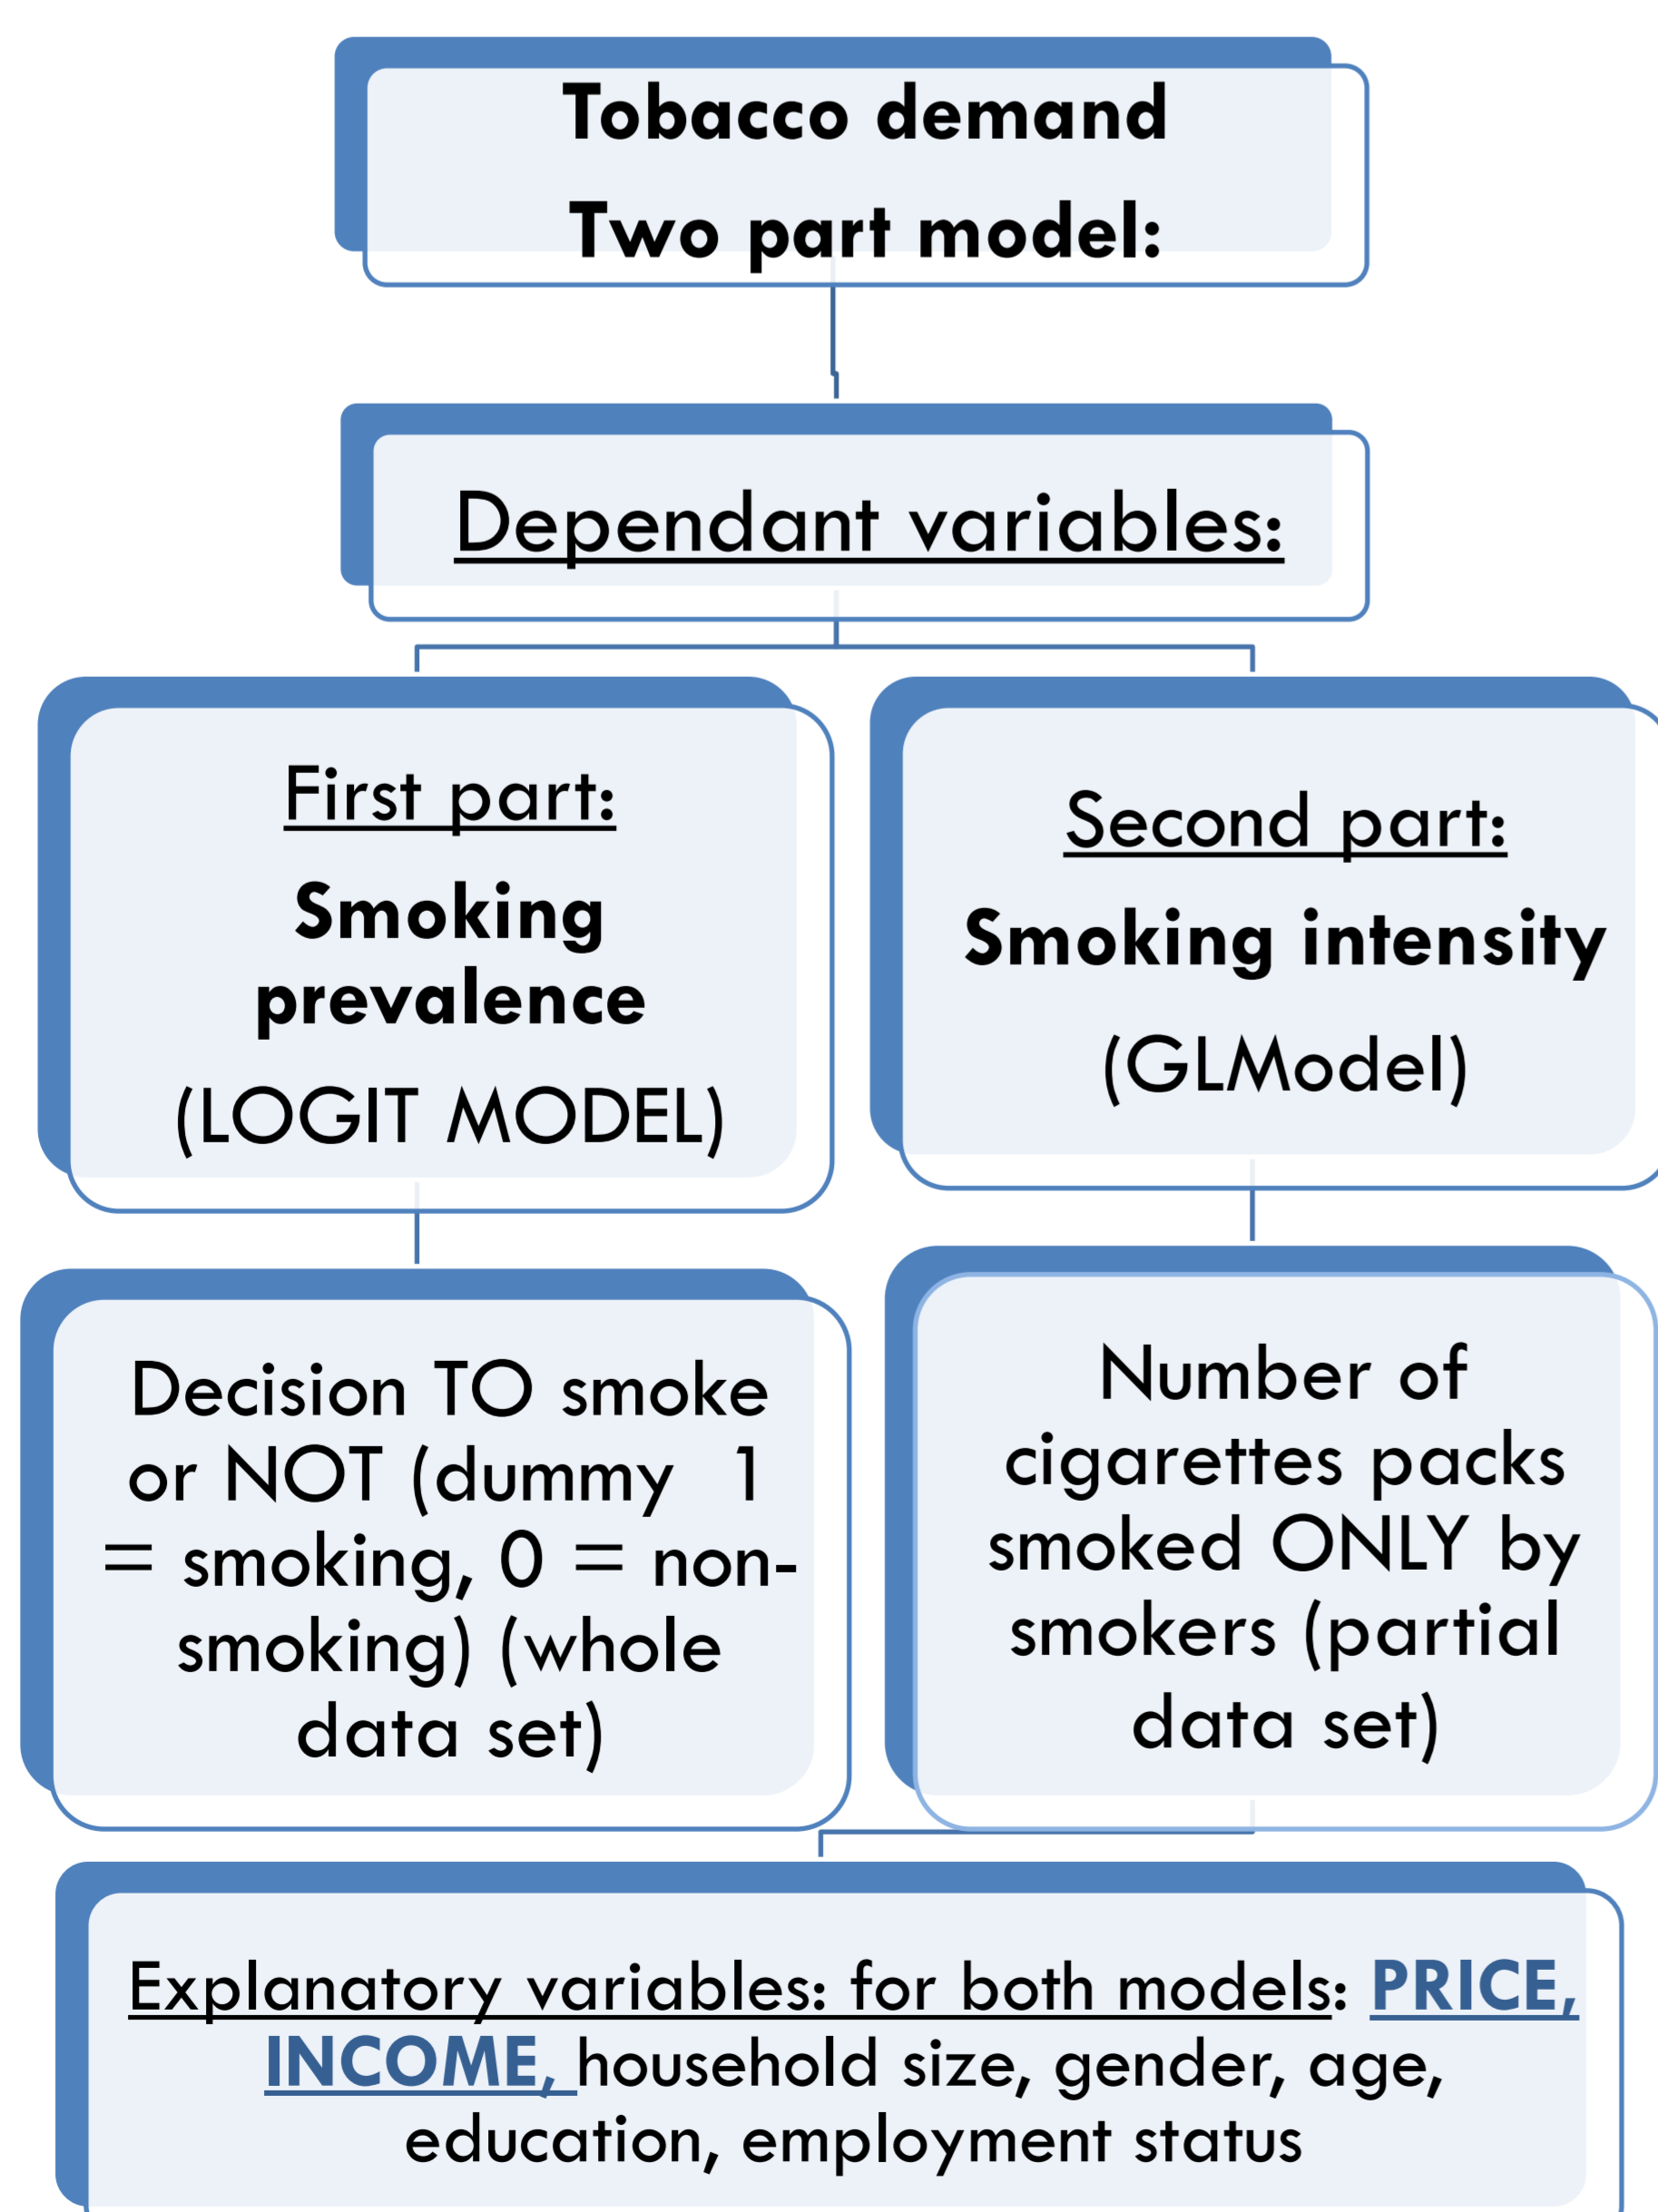 Tobacco demand
Two part model:
Dependant variables:
First part:
Smoking
prevalence
(LOGIT MODEL)
Second part:
Smoking intensity
(GLModel)
Decision TO smoke
or NOT (dummy 1
= smoking, 0 = non-
smoking) (whole
data set)
Number of
cigarettes packs
smoked ONLY by
smokers (partial
data set)
Explanatory variables: for both models: PRICE,
INCOME, household size, gender, age,
education, employment status